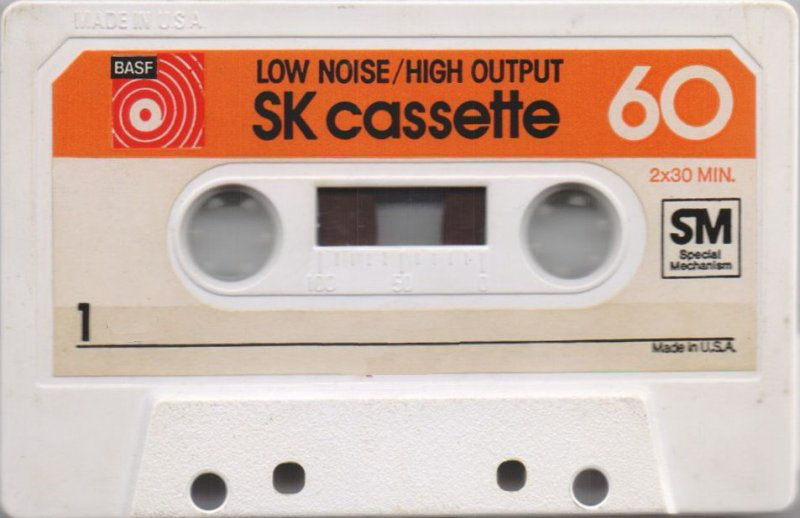 MADE IN U.S.A.
BASF
LOW NOISE/HIGH OUTPUT
SK cassette
60
2x30 MIN.
SM
Special
Mechanism
100 50 0
1
Made in U.S.A.